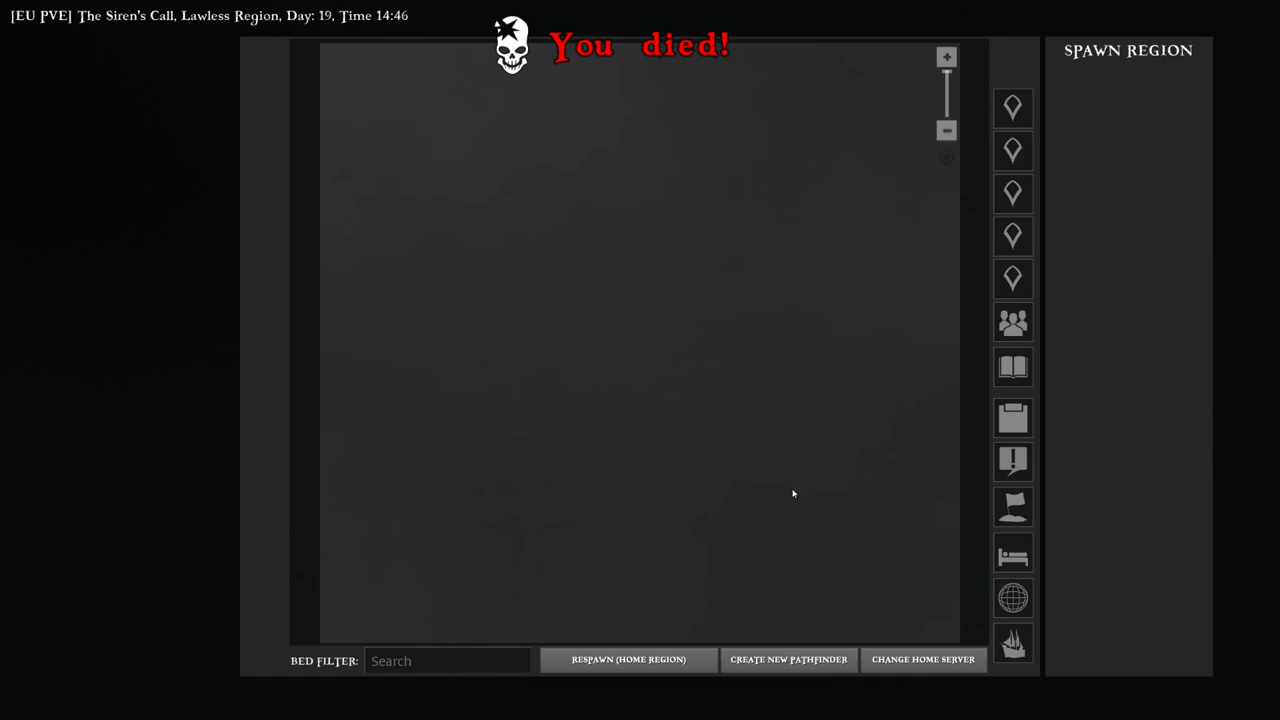 [EU PVE] The Siren's Call, Lawless Region, Day: 19, Time 14:46
You died!
SPAWN REGION
BED FILTER:
Search
RESPAWN (HOME REGION)
CREATE NEW PATHFINDER
CHANGE HOME SERVER